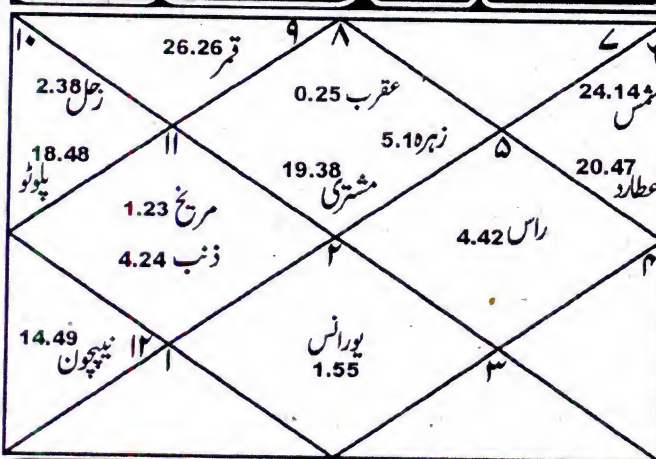 ۱۰
قمر 26.26
۹
۸
۷
زحل 2.38
عقرب 0.25
شمس 24.14
زہرہ 5.1
۱۱
۵
پلوٹو 18.48
مشتری 19.38
عطارد 20.47
مریخ 1.23
راس 4.42
ذنب 4.24
۲
۴
نیپچون 14.49
۱۲
۱
یورانس 1.55
۳